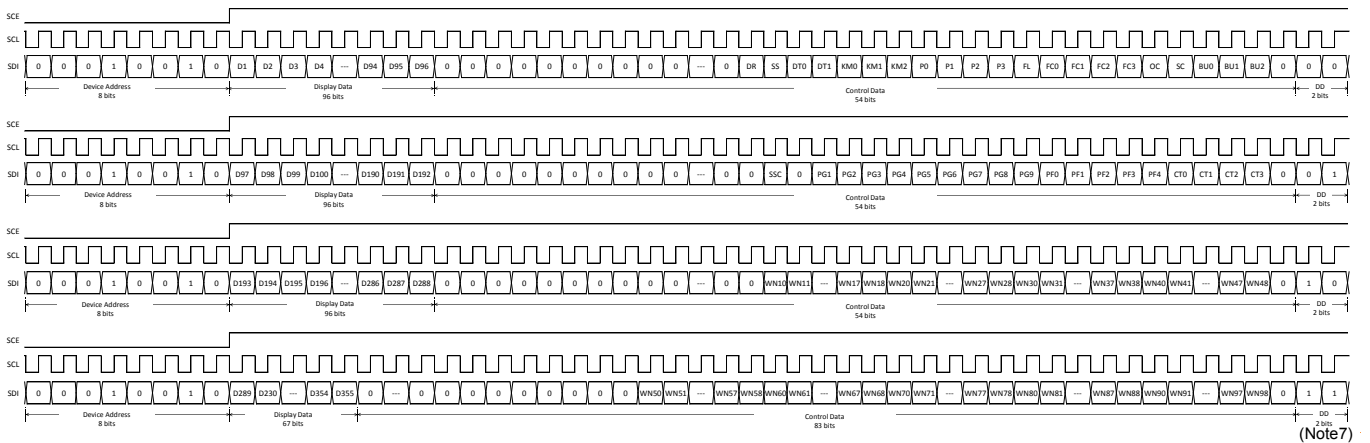 SCE
SCL
SDI 0 0 0 1 0 0 1 0 D1 D2 D3 D4 --- D94 D95 D96 0 0 0 0 0 0 0 0 0 0 --- 0 DR SS DT0 DT1 KM0 KM1 KM2 P0 P1 P2 P3 FL FC0 FC1 FC2 FC3 OC SC BU0 BU1 BU2 0 0 0
Device Address Display Data Control Data DD
8 bits 96 bits 54 bits 2 bits
SCE
SCL
SDI 0 0 0 1 0 0 1 0 D97 D98 D99 D100 --- D190 D191 D192 0 0 0 0 0 0 0 0 0 0 --- 0 0 SSC 0 PG1 PG2 PG3 PG4 PG5 PG6 PG7 PG8 PG9 PF0 PF1 PF2 PF3 PF4 CT0 CT1 CT2 CT3 0 0 1
Device Address Display Data Control Data DD
8 bits 96 bits 54 bits 2 bits
SCE
SCL
SDI 0 0 0 1 0 0 1 0 D193 D194 D195 D196 --- D286 D287 D288 0 0 0 0 0 0 0 0 0 0 --- 0 0 WN10 WN11 --- WN17 WN18 WN20 WN21 --- WN27 WN28 WN30 WN31 --- WN37 WN38 WN40 WN41 --- WN47 WN48 0 1 0
Device Address Display Data Control Data DD
8 bits 96 bits 54 bits 2 bits
SCE
SCL
SDI 0 0 0 1 0 0 1 0 D289 D230 --- D354 D355 0 --- 0 0 0 0 0 0 0 0 0 WN50 WN51 --- WN57 WN58 WN60 WN61 --- WN67 WN68 WN70 WN71 --- WN77 WN78 WN80 WN81 --- WN87 WN88 WN90 WN91 --- WN97 WN98 0 1 1
Device Address Display Data Control Data DD
8 bits 67 bits 83 bits 2 bits
(Note7)